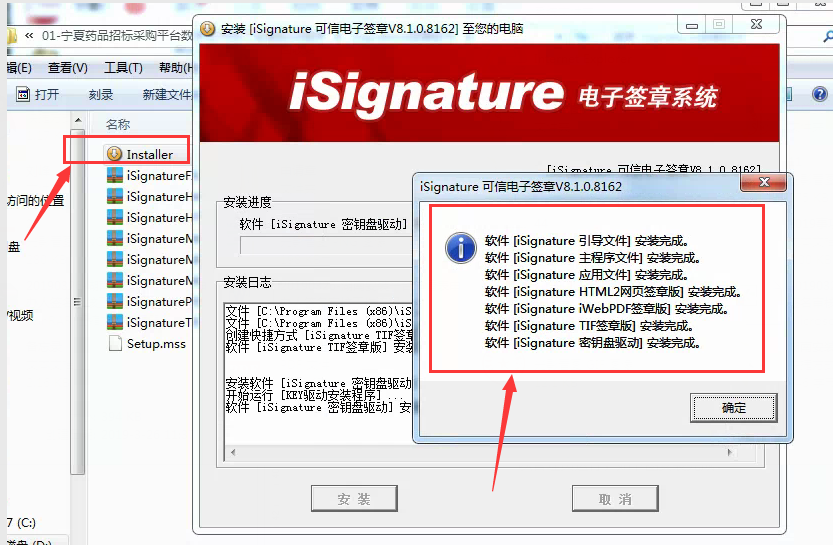 « 01-宁夏药品招标采购平台数
编辑(E) 查看(V) 工具(T) 帮助(H
打开 刻录 新建文件
名称
Installer
iSignatureF
iSignatureH
iSignatureH
iSignatureM
iSignatureM
iSignatureP
iSignatureT
Setup.mss
访问的位置
盘
视频
7 (C:)
安装 [iSignature 可信电子签章V8.1.0.8162] 至您的电脑
iSignature 电子签章系统
[iSignature 可信电子签章V8.1.0.8162]
安装进度
软件 [iSignature 密钥盘驱动]
安装日志
文件 [C:\Program Files (x86)\iS
文件 [C:\Program Files (x86)\iS
创建快捷方式 [iSignature TIF签章
软件 [iSignature TIF签章版] 安装
安装软件 [iSignature 密钥盘驱动
开始运行 [KEY驱动安装程序] ...
软件 [iSignature 密钥盘驱动] 安
安 装
取 消
iSignature 可信电子签章V8.1.0.8162
软件 [iSignature 引导文件] 安装完成。
软件 [iSignature 主程序文件] 安装完成。
软件 [iSignature 应用文件] 安装完成。
软件 [iSignature HTML2网页签章版] 安装完成。
软件 [iSignature iWebPDF签章版] 安装完成。
软件 [iSignature TIF签章版] 安装完成。
软件 [iSignature 密钥盘驱动] 安装完成。
确定